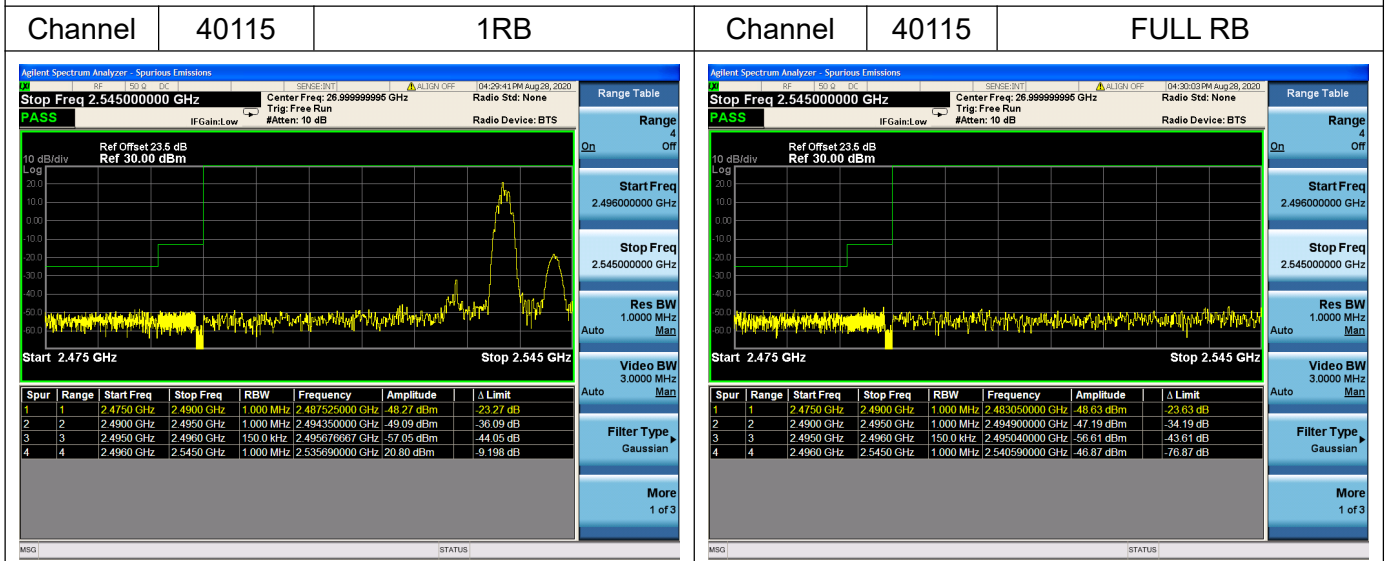 Channel 40115 1RB
Agilent Spectrum Analyzer - Spurious Emissions
LXI RF 50 Ω DC SENSE:INT ALIGN OFF 04:29:41 PM Aug 28, 2020
Stop Freq 2.545000000 GHz Center Freq: 26.999999995 GHz Radio Std: None
Trig: Free Run
PASS IFGain:Low #Atten: 10 dB Radio Device: BTS
Ref Offset 23.5 dB
10 dB/div Ref 30.00 dBm
Log
20.0
10.0
0.00
-10.0
-20.0
-30.0
-40.0
-50.0
-60.0
Start 2.475 GHz Stop 2.545 GHz
Spur Range Start Freq Stop Freq RBW Frequency Amplitude Δ Limit
1 1 2.4750 GHz 2.4900 GHz 1.000 MHz 2.487525000 GHz -48.27 dBm -23.27 dB
2 2 2.4900 GHz 2.4950 GHz 1.000 MHz 2.494350000 GHz -49.09 dBm -36.09 dB
3 3 2.4950 GHz 2.4960 GHz 150.0 kHz 2.495676667 GHz -57.05 dBm -44.05 dB
4 4 2.4960 GHz 2.5450 GHz 1.000 MHz 2.535690000 GHz 20.80 dBm -9.198 dB
MSG STATUS
Range Table
Range
4
On Off
Start Freq
2.496000000 GHz
Stop Freq
2.545000000 GHz
Res BW
1.0000 MHz
Auto Man
Video BW
3.0000 MHz
Auto Man
Filter Type
Gaussian
More
1 of 3
Channel 40115 FULL RB
Agilent Spectrum Analyzer - Spurious Emissions
LXI RF 50 Ω DC SENSE:INT ALIGN OFF 04:30:03 PM Aug 28, 2020
Stop Freq 2.545000000 GHz Center Freq: 26.999999995 GHz Radio Std: None
Trig: Free Run
PASS IFGain:Low #Atten: 10 dB Radio Device: BTS
Ref Offset 23.5 dB
10 dB/div Ref 30.00 dBm
Log
20.0
10.0
0.00
-10.0
-20.0
-30.0
-40.0
-50.0
-60.0
Start 2.475 GHz Stop 2.545 GHz
Spur Range Start Freq Stop Freq RBW Frequency Amplitude Δ Limit
1 1 2.4750 GHz 2.4900 GHz 1.000 MHz 2.483050000 GHz -48.63 dBm -23.63 dB
2 2 2.4900 GHz 2.4950 GHz 1.000 MHz 2.494900000 GHz -47.19 dBm -34.19 dB
3 3 2.4950 GHz 2.4960 GHz 150.0 kHz 2.495040000 GHz -56.61 dBm -43.61 dB
4 4 2.4960 GHz 2.5450 GHz 1.000 MHz 2.540590000 GHz -46.87 dBm -76.87 dB
MSG STATUS
Range Table
Range
4
On Off
Start Freq
2.496000000 GHz
Stop Freq
2.545000000 GHz
Res BW
1.0000 MHz
Auto Man
Video BW
3.0000 MHz
Auto Man
Filter Type
Gaussian
More
1 of 3